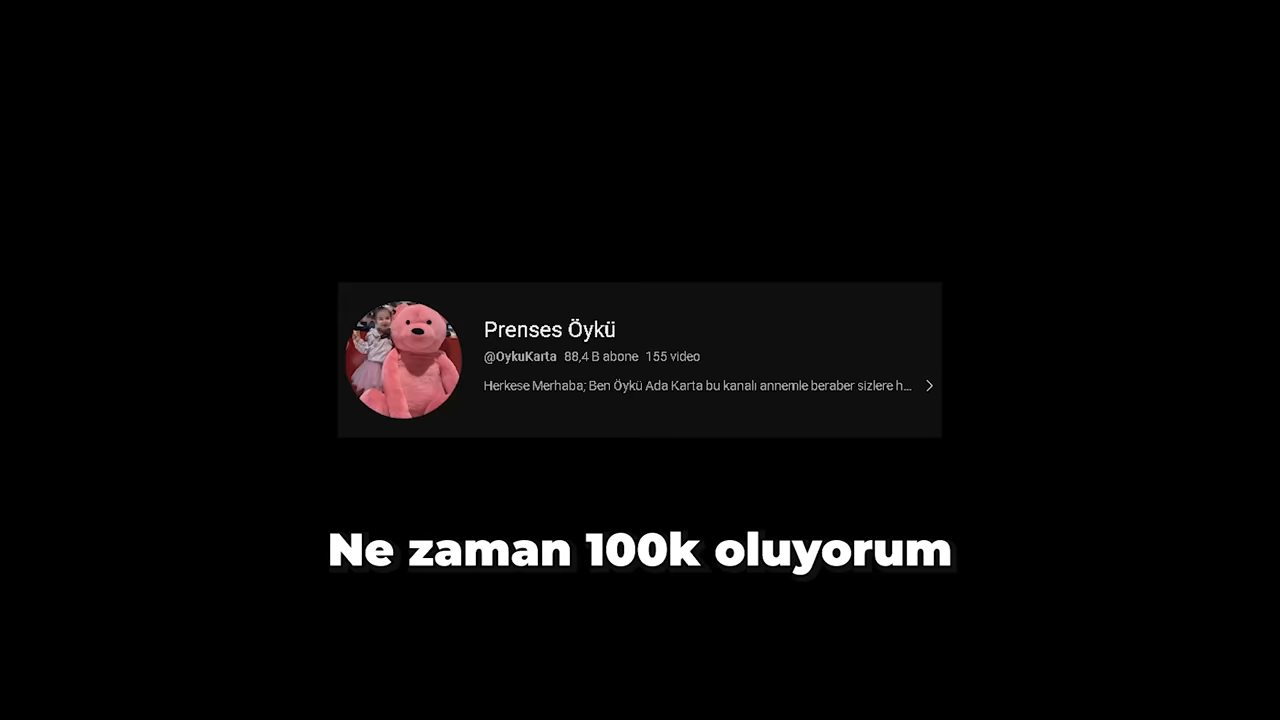 Prenses Öykü
@OykuKarta 88,4 B abone 155 video
Herkese Merhaba; Ben Öykü Ada Karta bu kanalı annemle beraber sizlere h...
Ne zaman 100k oluyorum